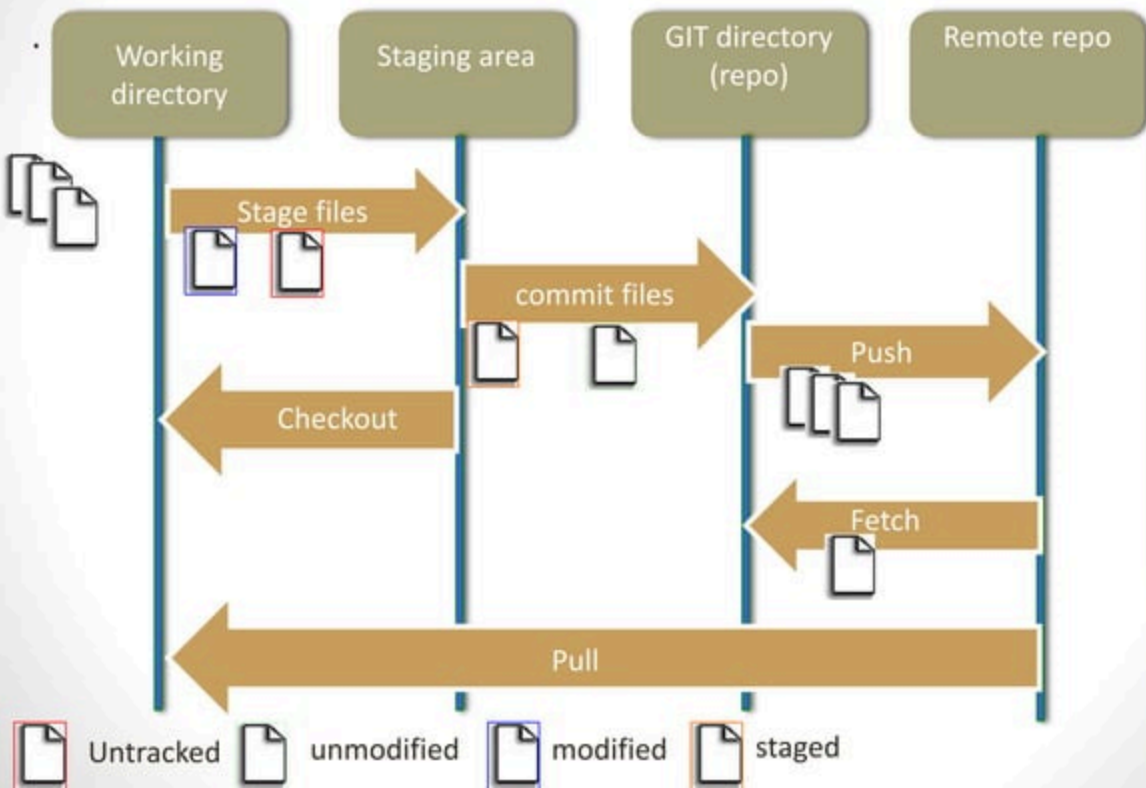 Working
directory
Staging area
GIT directory
(repo)
Remote repo
Stage files
commit files
Push
Checkout
Fetch
Pull
Untracked
unmodified
modified
staged